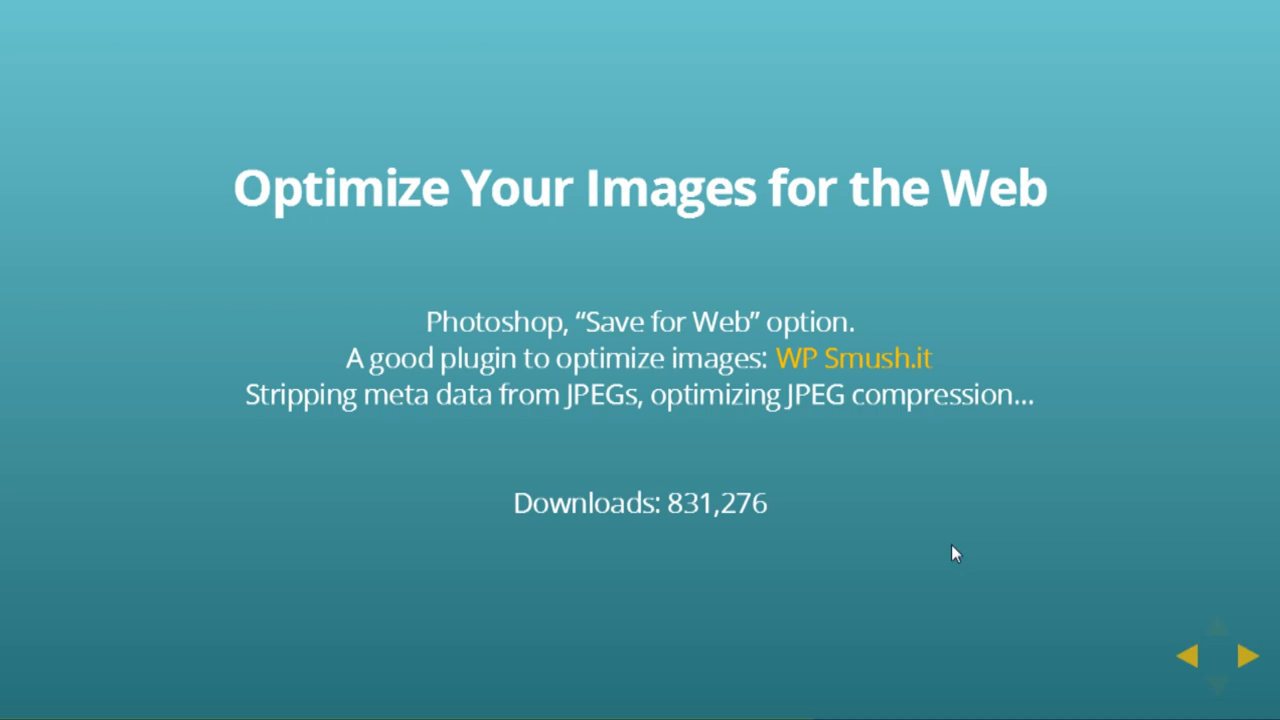 Optimize Your Images for the Web
Photoshop, “Save for Web” option.
A good plugin to optimize images: WP Smush.it
Stripping meta data from JPEGs, optimizing JPEG compression...
Downloads: 831,276